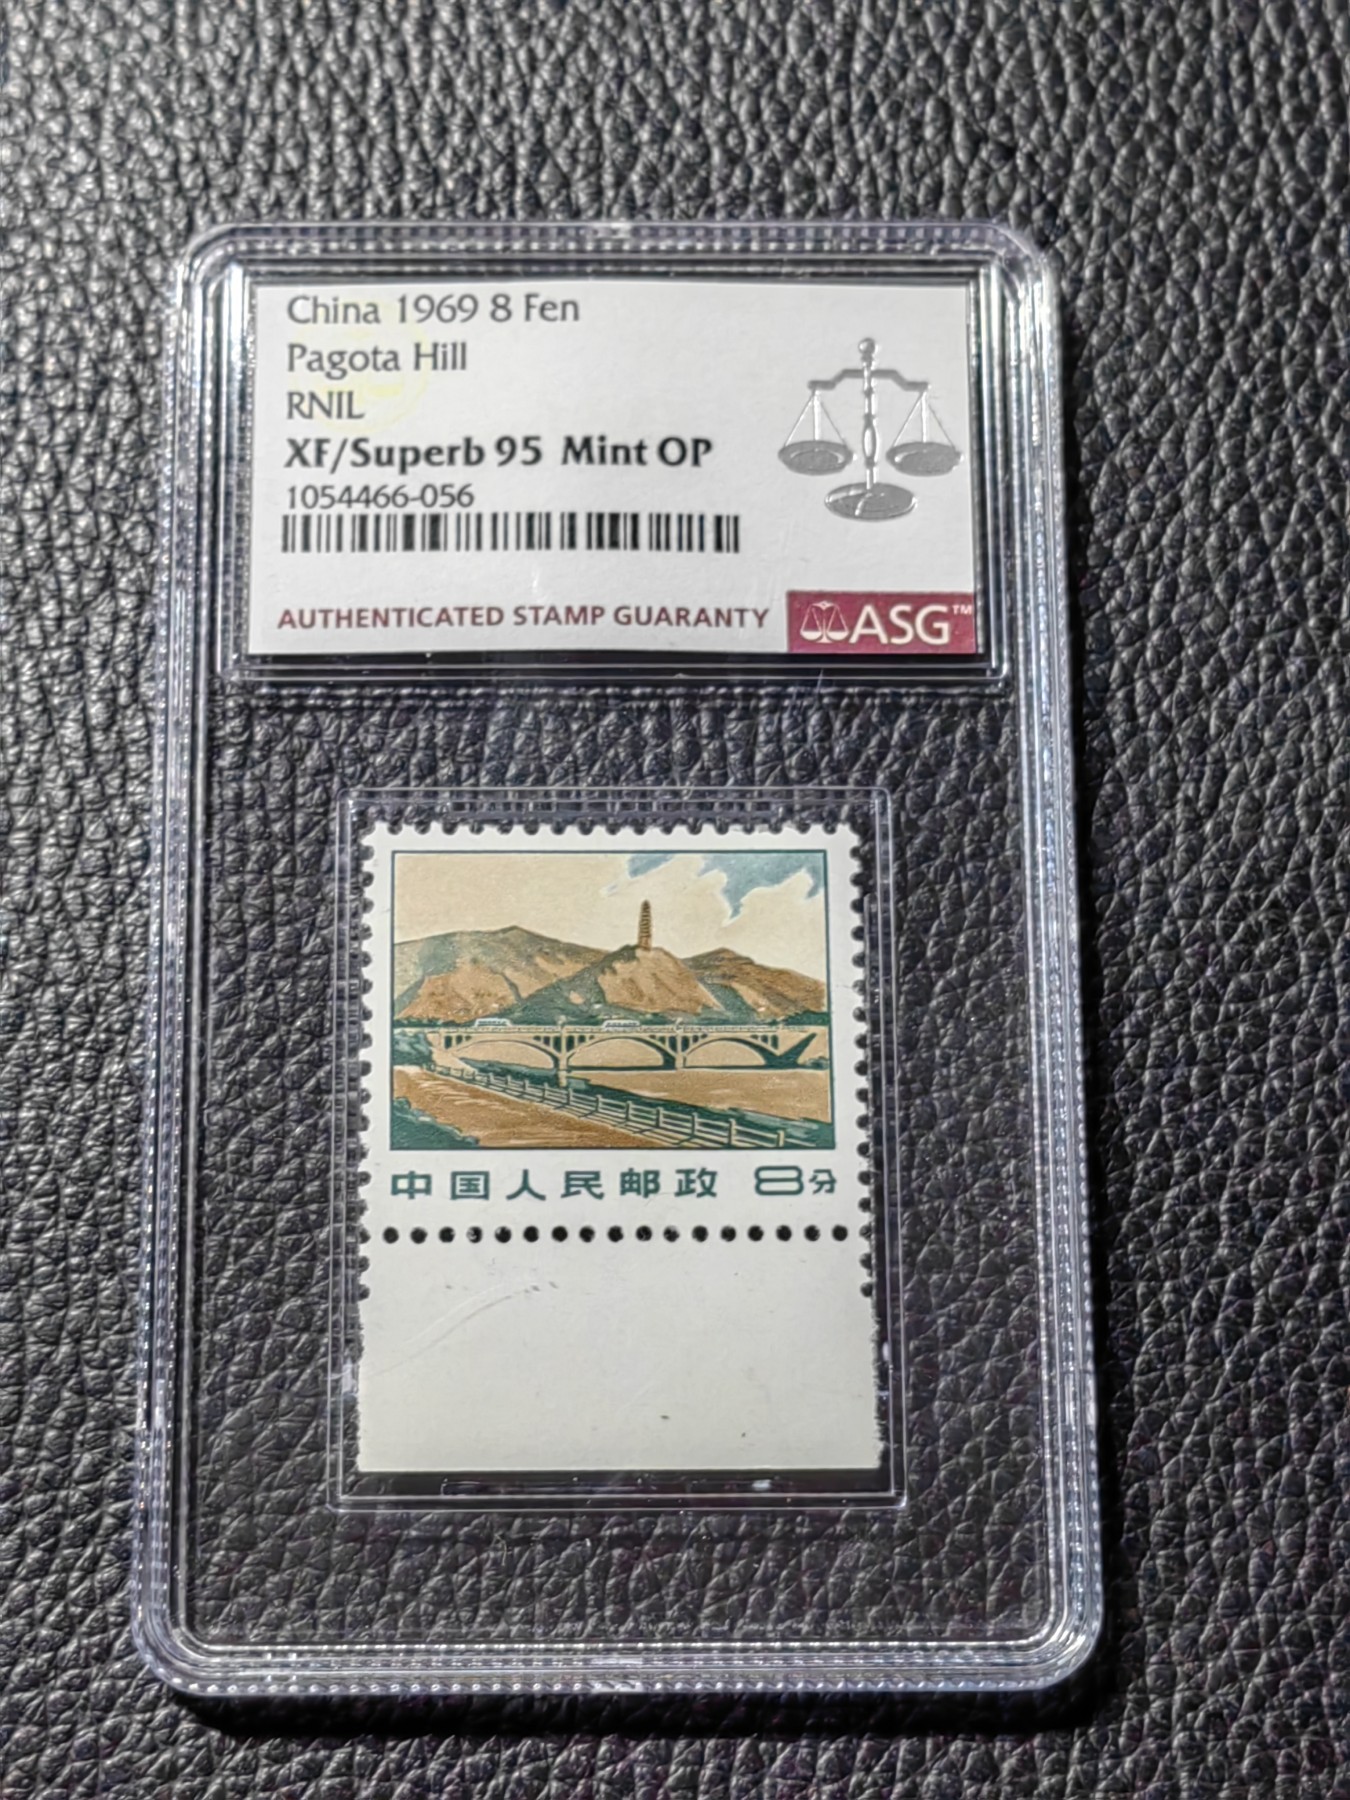 China 1969 8 Fen
Pagota Hill
RNIL
XF/Superb 95 Mint OP
1054466-056
AUTHENTICATED STAMP GUARANTY
ASG™
中国人民邮政 8分